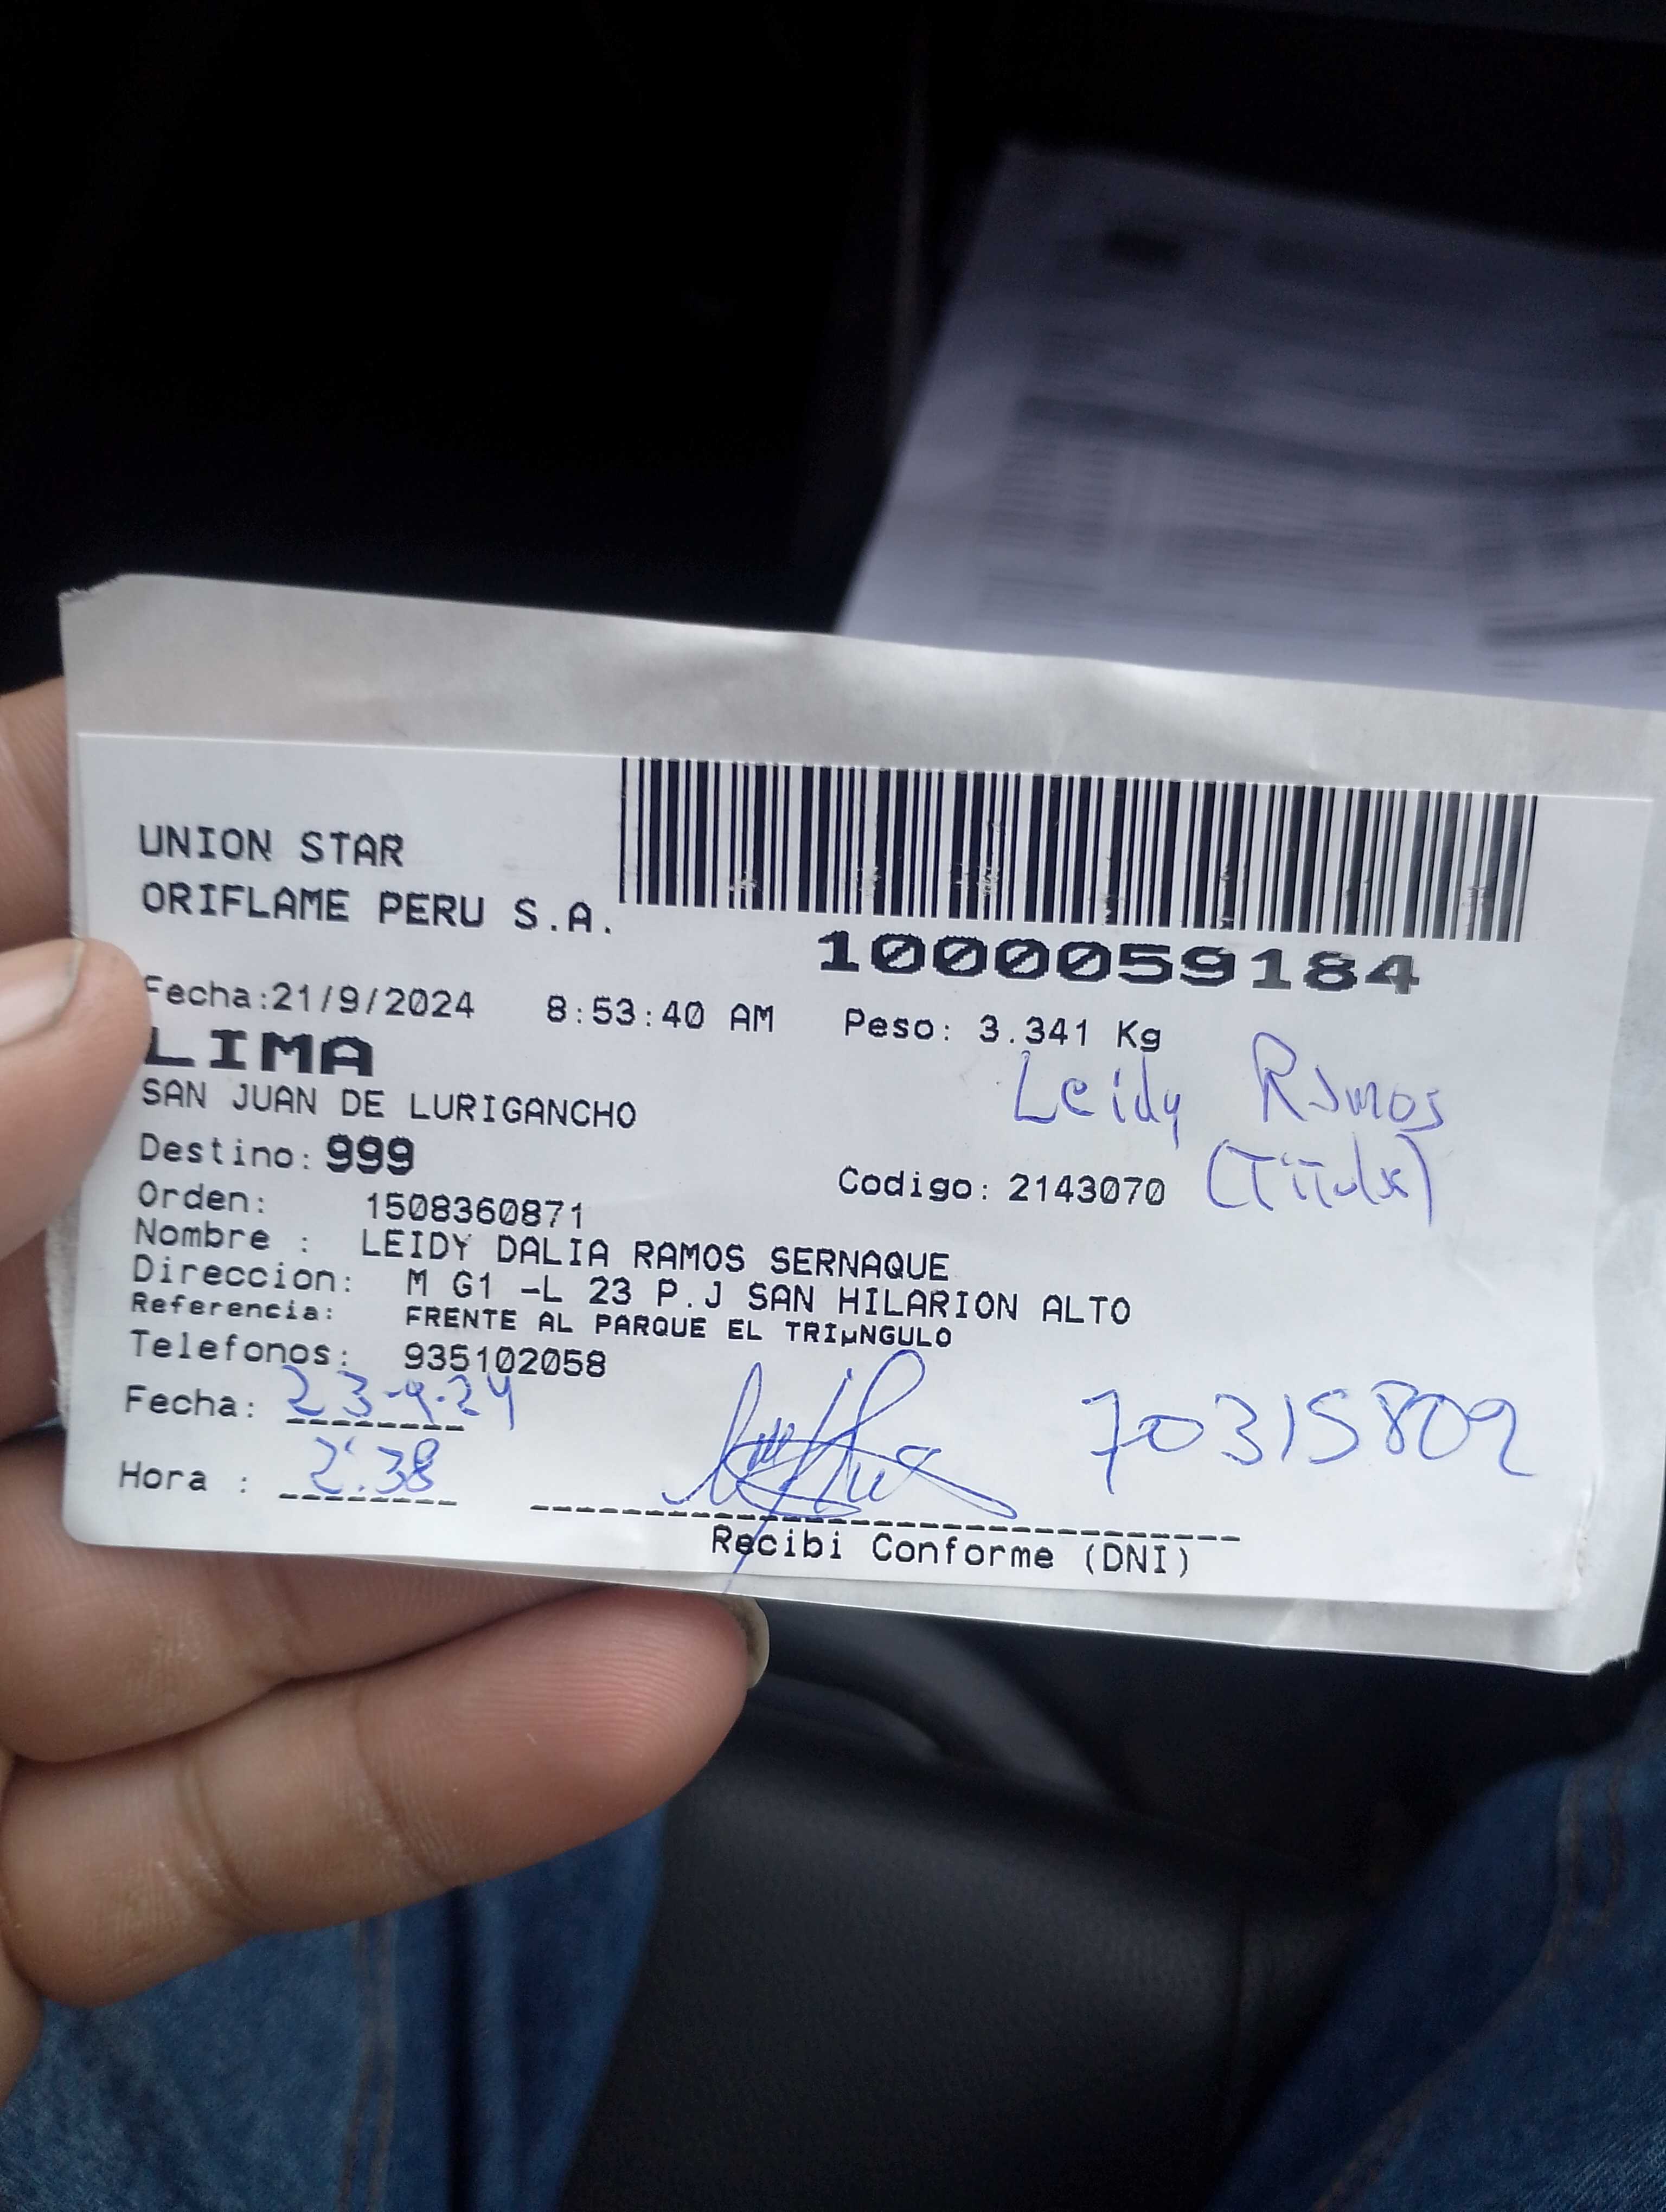 UNION STAR
ORIFLAME PERU S.A.
1000059184
Fecha:21/9/2024 8:53:40 AM Peso: 3.341 Kg
LIMA
Leidy Ramos
SAN JUAN DE LURIGANCHO
(Titular)
Destino: 999
Codigo: 2143070
Orden: 1508360871
Nombre : LEIDY DALIA RAMOS SERNAQUE
Direccion: M G1 -L 23 P.J SAN HILARION ALTO
Referencia: FRENTE AL PARQUE EL TRIµNGULO
Telefonos: 935102058
Fecha: 23-9-24
70315802
Hora : 2:38
Recibi Conforme (DNI)